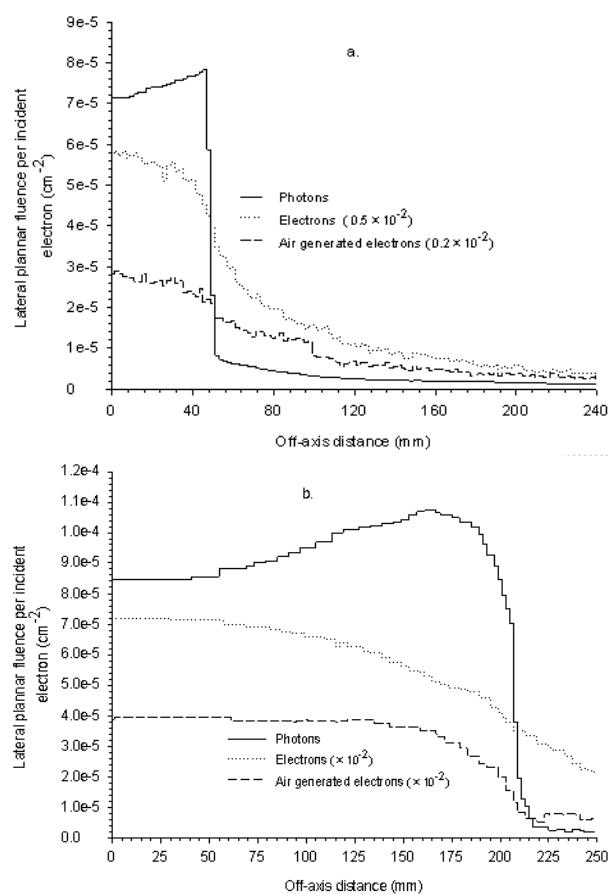 a.
9e-5
8e-5
7e-5
6e-5
5e-5
4e-5
3e-5
2e-5
1e-5
0
Lateral plannar fluence per incident
electron (cm⁻²)
Photons
Electrons (0.5 × 10⁻²)
Air generated electrons (0.2 × 10⁻²)
0 40 80 120 160 200 240
Off-axis distance (mm)
b.
1.2e-4
1.1e-4
9.0e-5
8.0e-5
7.0e-5
6.0e-5
5.0e-5
4.0e-5
3.0e-5
2.0e-5
1.0e-5
0.0
Lateral plannar fluence per incident
electron (cm⁻²)
Photons
Electrons (× 10⁻²)
Air generated electrons (× 10⁻²)
0 25 50 75 100 125 150 175 200 225 250
Off-axis distance (mm)